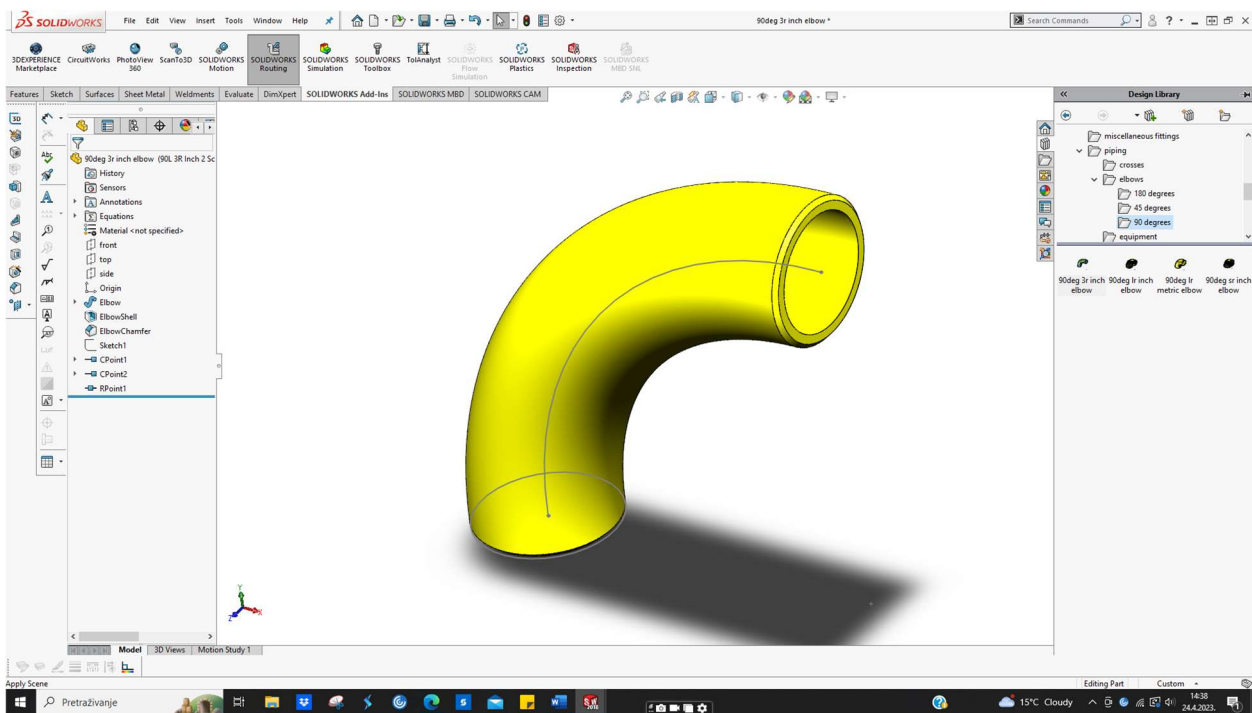 SOLIDWORKS File Edit View Insert Tools Window Help 90deg 3r inch elbow * Search Commands
3DEXPERIENCE Marketplace
CircuitWorks
PhotoView 360
ScanTo3D
SOLIDWORKS Motion
SOLIDWORKS Routing
SOLIDWORKS Simulation
SOLIDWORKS Toolbox
TolAnalyst
SOLIDWORKS Flow Simulation
SOLIDWORKS Plastics
SOLIDWORKS Inspection
SOLIDWORKS MBD SNL
Features Sketch Surfaces Sheet Metal Weldments Evaluate DimXpert SOLIDWORKS Add-Ins SOLIDWORKS MBD SOLIDWORKS CAM
90deg 3r inch elbow (90L 3R Inch 2 Sc
History
Sensors
Annotations
Equations
Material <not specified>
front
top
side
Origin
Elbow
ElbowShell
ElbowChamfer
Sketch1
CPoint1
CPoint2
RPoint1
Y
X
Z
Design Library
miscellaneous fittings
piping
crosses
elbows
180 degrees
45 degrees
90 degrees
equipment
90deg 3r inch elbow
90deg lr inch elbow
90deg lr metric elbow
90deg sr inch elbow
Model 3D Views Motion Study 1
Apply Scene Editing Part Custom
Pretraživanje 15°C Cloudy 14:38
24.4.2023.